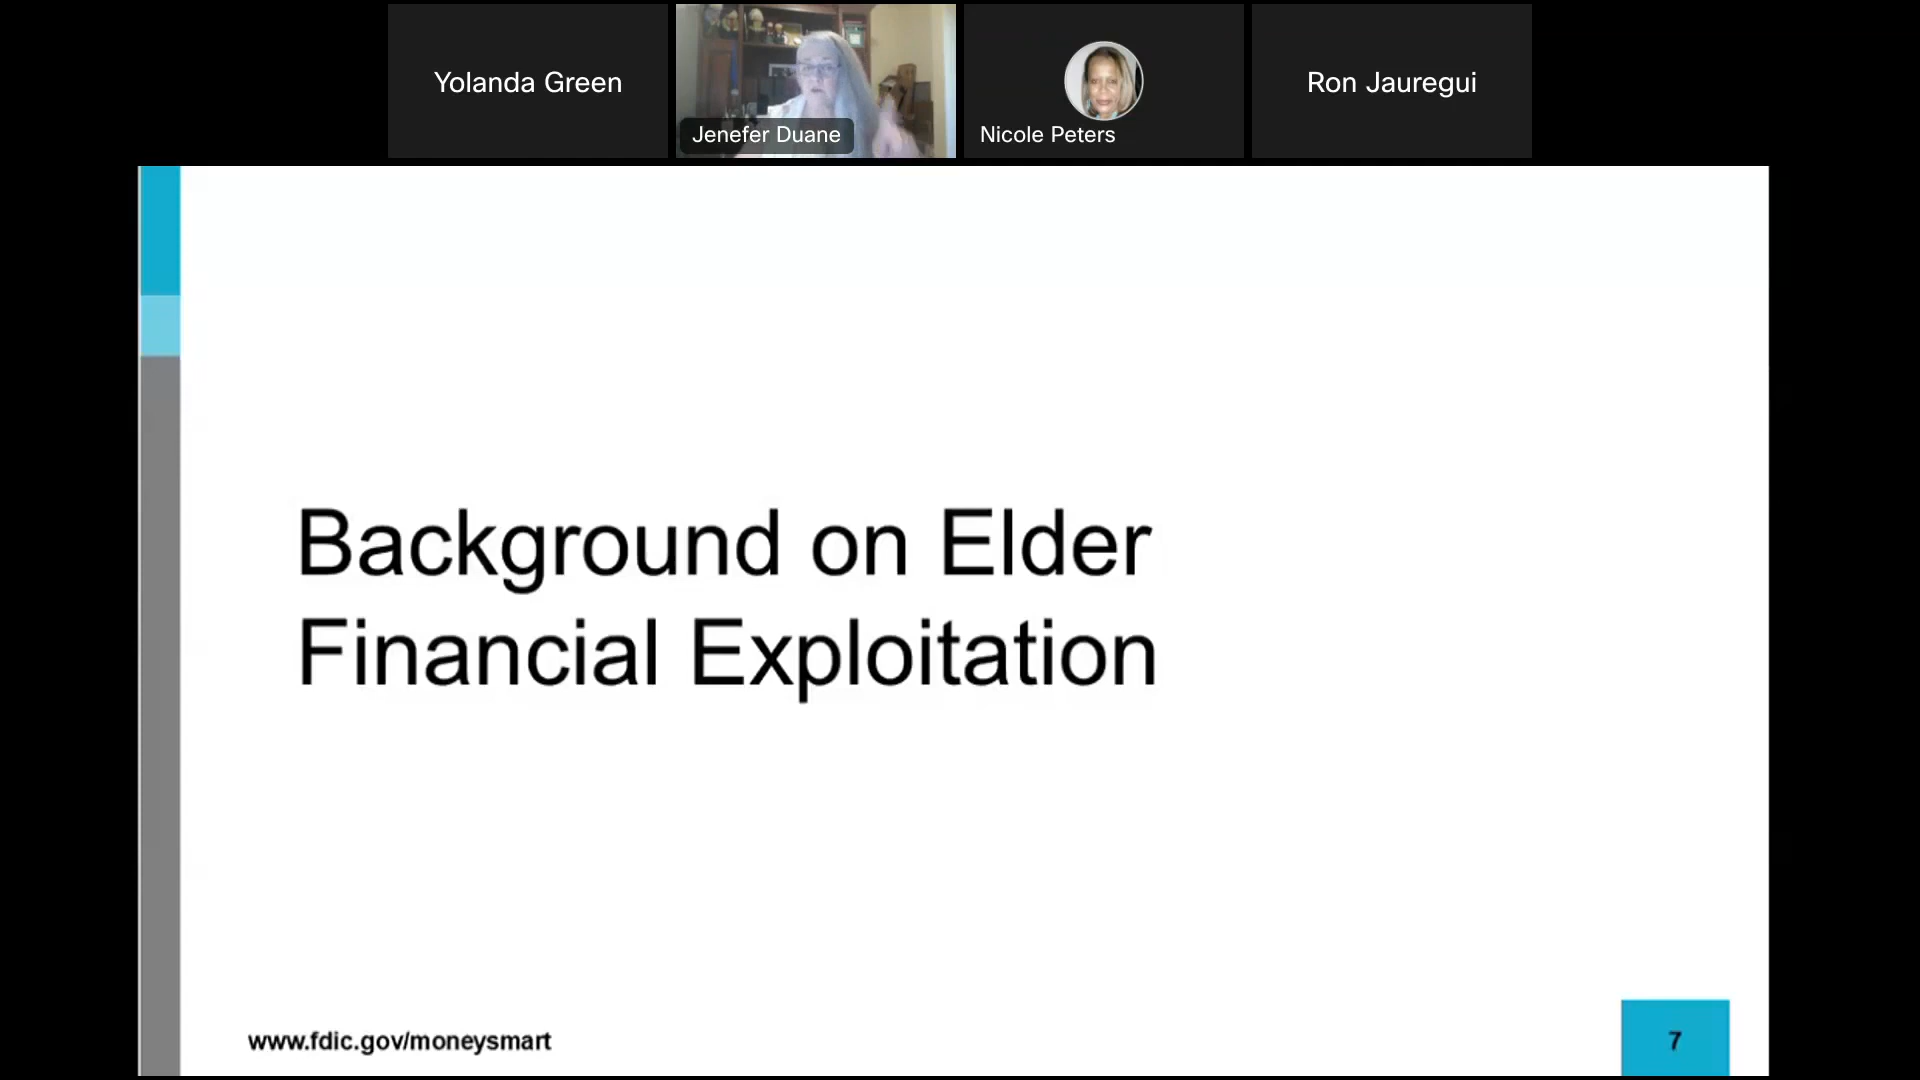 Yolanda Green
Jenefer Duane
Nicole Peters
Ron Jauregui
Background on Elder
Financial Exploitation
www.fdic.gov/moneysmart
7